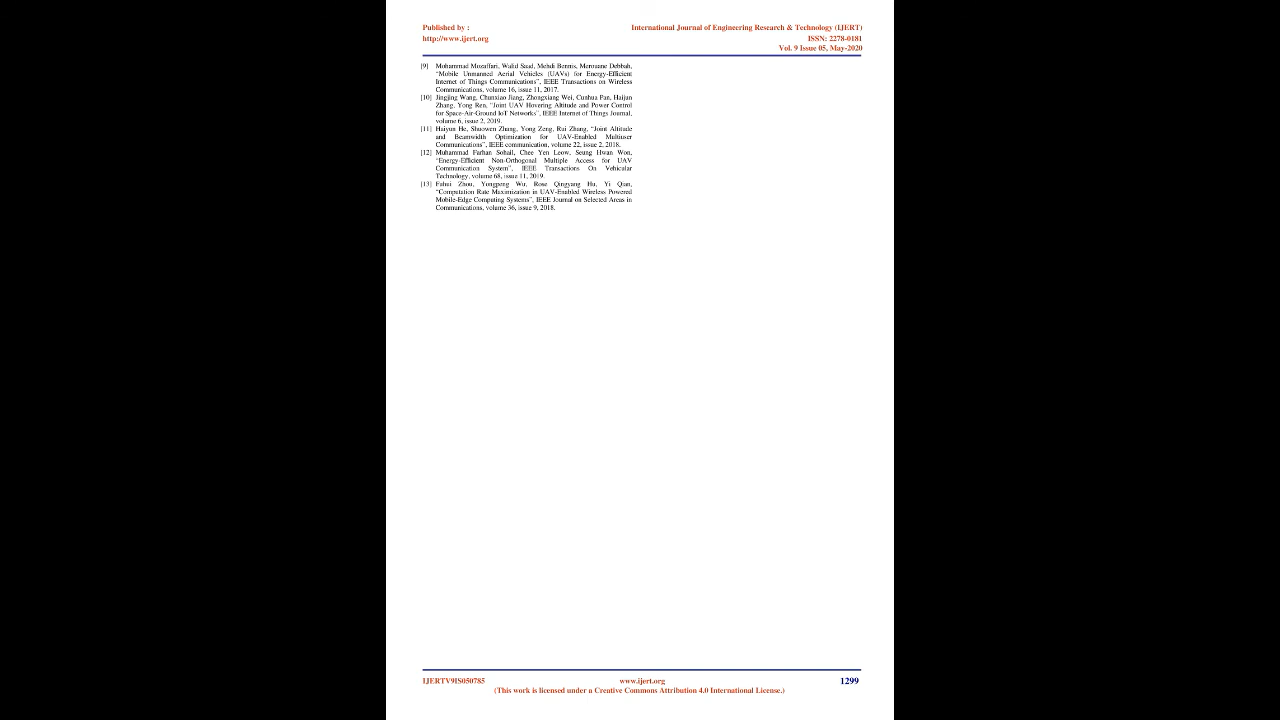 Published by :
http://www.ijert.org
International Journal of Engineering Research & Technology (IJERT)
ISSN: 2278-0181
Vol. 9 Issue 05, May-2020
[9] Mohammad Mozaffari, Walid Saad, Mehdi Bennis, Merouane Debbah,
“Mobile Unmanned Aerial Vehicles (UAVs) for Energy-Efficient
Internet of Things Communications”, IEEE Transactions on Wireless
Communications, volume 16, issue 11, 2017.
[10] Jingjing Wang, Chunxiao Jiang, Zhongxiang Wei, Cunhua Pan, Haijun
Zhang, Yong Ren, “Joint UAV Hovering Altitude and Power Control
for Space-Air-Ground IoT Networks”, IEEE Internet of Things Journal,
volume 6, issue 2, 2019.
[11] Haiyun He, Shuowen Zhang, Yong Zeng, Rui Zhang, “Joint Altitude
and Beamwidth Optimization for UAV-Enabled Multiuser
Communications”, IEEE communication, volume 22, issue 2, 2018.
[12] Muhammad Farhan Sohail, Chee Yen Leow, Seung Hwan Won,
“Energy-Efficient Non-Orthogonal Multiple Access for UAV
Communication System”, IEEE Transactions On Vehicular
Technology, volume 68, issue 11, 2019.
[13] Fuhui Zhou, Yongpeng Wu, Rose Qingyang Hu, Yi Qian,
“Computation Rate Maximization in UAV-Enabled Wireless Powered
Mobile-Edge Computing Systems”, IEEE Journal on Selected Areas in
Communications, volume 36, issue 9, 2018.
IJERTV9IS050785
www.ijert.org
1299
(This work is licensed under a Creative Commons Attribution 4.0 International License.)